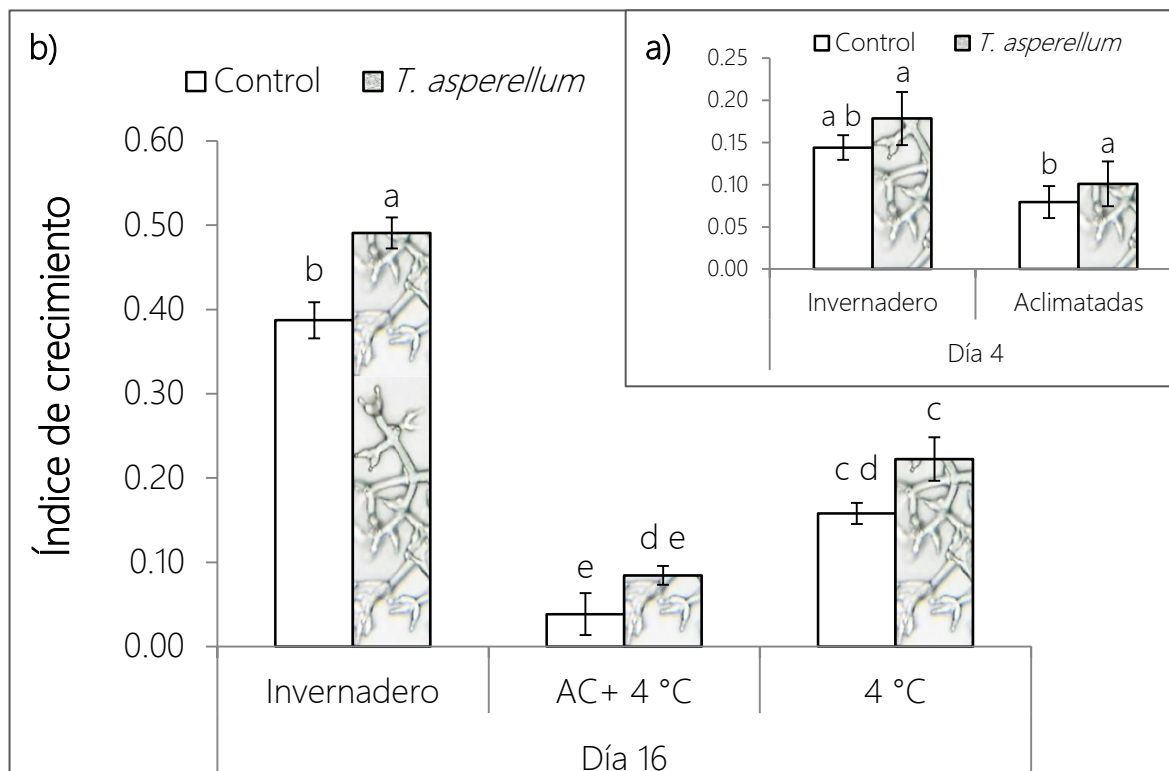 b)
Control T. asperellum
Índice de crecimiento
0.60
0.50
0.40
0.30
0.20
0.10
0.00
b
a
e
d e
c d
c
Invernadero AC+ 4 °C 4 °C
Día 16
a)
Control T. asperellum
0.25
0.20
0.15
0.10
0.05
0.00
a b
a
b
a
Invernadero Aclimatadas
Día 4